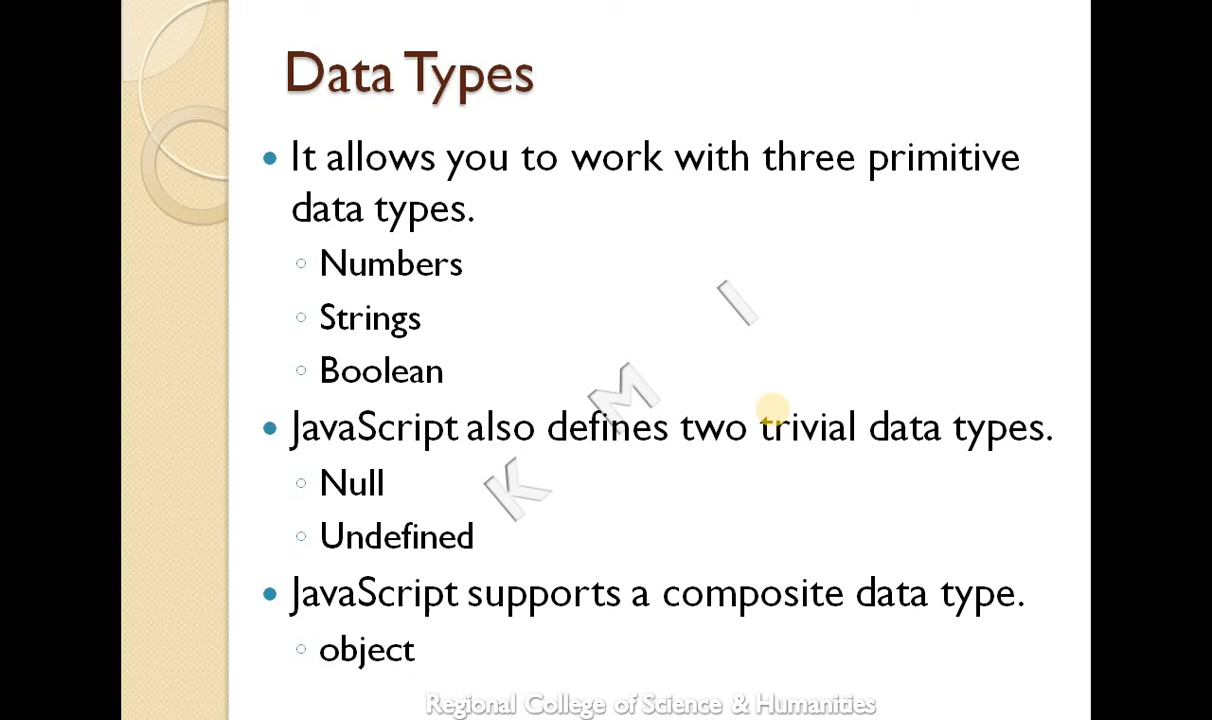 Data Types
It allows you to work with three primitive
data types.
Numbers
Strings
Boolean
JavaScript also defines two trivial data types.
Null
Undefined
JavaScript supports a composite data type.
object
K M I
Regional College of Science & Humanities